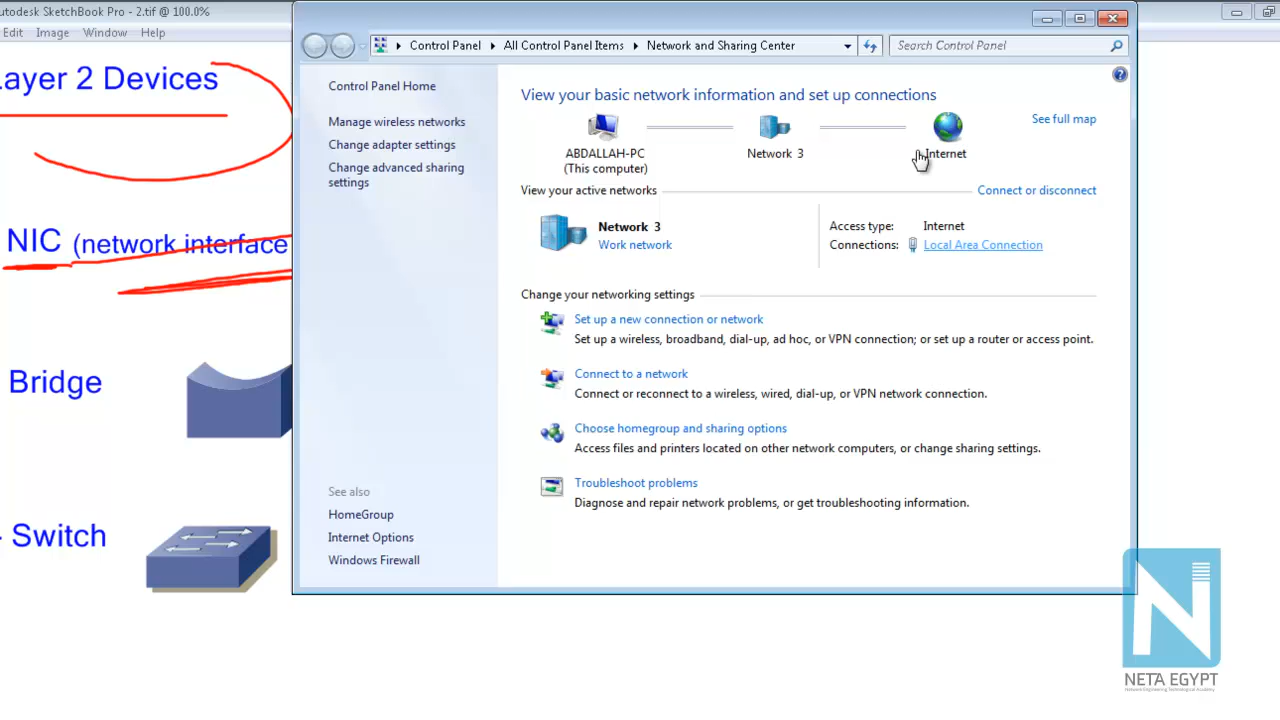 utodesk SketchBook Pro - 2.tif @ 100.0%
Edit Image Window Help
Layer 2 Devices
NIC (network interface
Bridge
- Switch
Control Panel All Control Panel Items Network and Sharing Center
Search Control Panel
Control Panel Home
Manage wireless networks
Change adapter settings
Change advanced sharing
settings
See also
HomeGroup
Internet Options
Windows Firewall
View your basic network information and set up connections
See full map
ABDALLAH-PC
(This computer)
Network 3
Internet
View your active networks
Connect or disconnect
Network 3
Work network
Access type: Internet
Connections: Local Area Connection
Change your networking settings
Set up a new connection or network
Set up a wireless, broadband, dial-up, ad hoc, or VPN connection; or set up a router or access point.
Connect to a network
Connect or reconnect to a wireless, wired, dial-up, or VPN network connection.
Choose homegroup and sharing options
Access files and printers located on other network computers, or change sharing settings.
Troubleshoot problems
Diagnose and repair network problems, or get troubleshooting information.
N
NETA EGYPT
Network Engineering Technological Academy